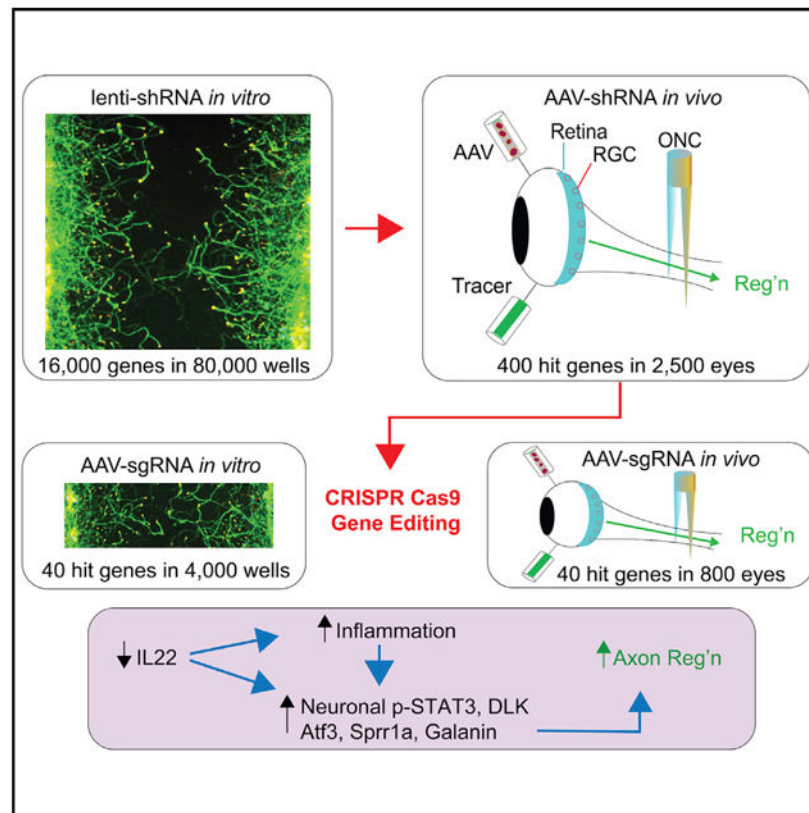 lenti-shRNA in vitro
16,000 genes in 80,000 wells
AAV-shRNA in vivo
Retina
ONC
RGC
AAV
Tracer
Reg'n
400 hit genes in 2,500 eyes
AAV-sgRNA in vitro
40 hit genes in 4,000 wells
CRISPR Cas9
Gene Editing
AAV-sgRNA in vivo
Reg'n
40 hit genes in 800 eyes
↓ IL22
↑ Inflammation
↑ Neuronal p-STAT3, DLK
Atf3, Sprr1a, Galanin
↑ Axon Reg'n